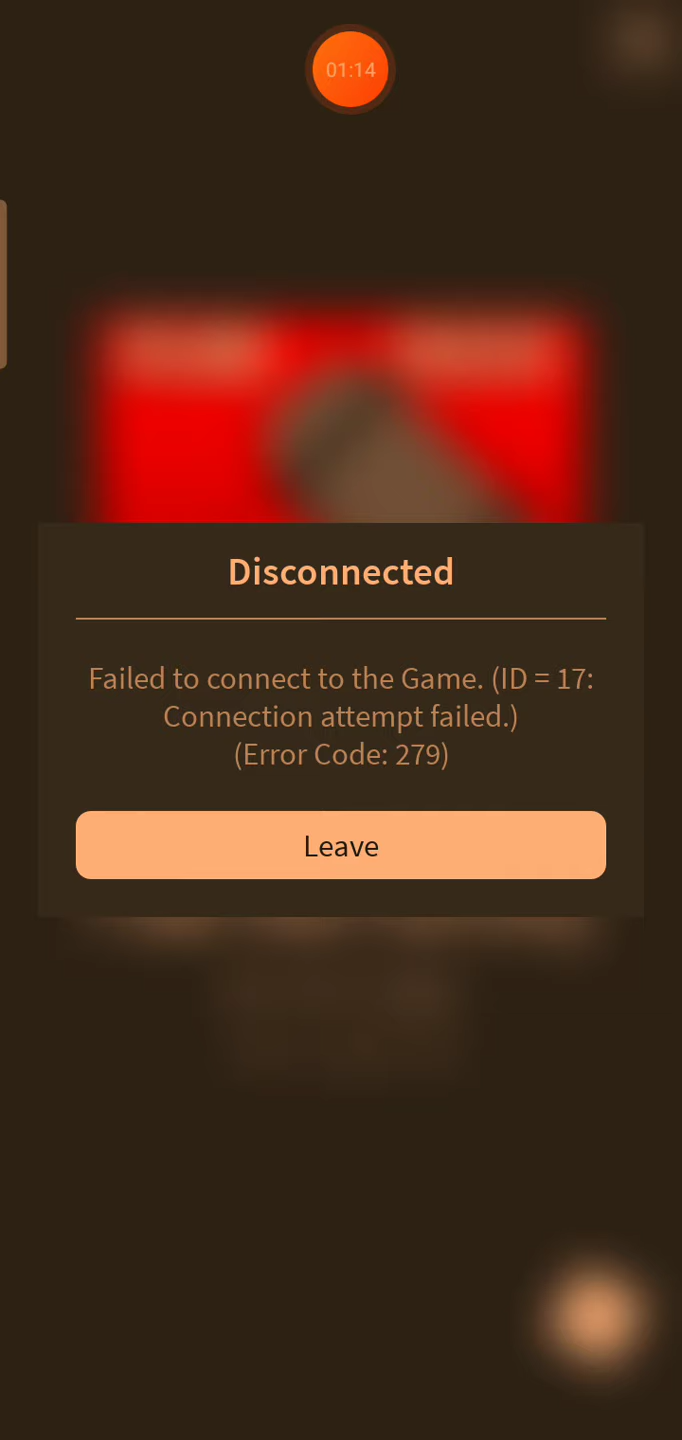 01:14
Disconnected
Failed to connect to the Game. (ID = 17:
Connection attempt failed.)
(Error Code: 279)
Leave